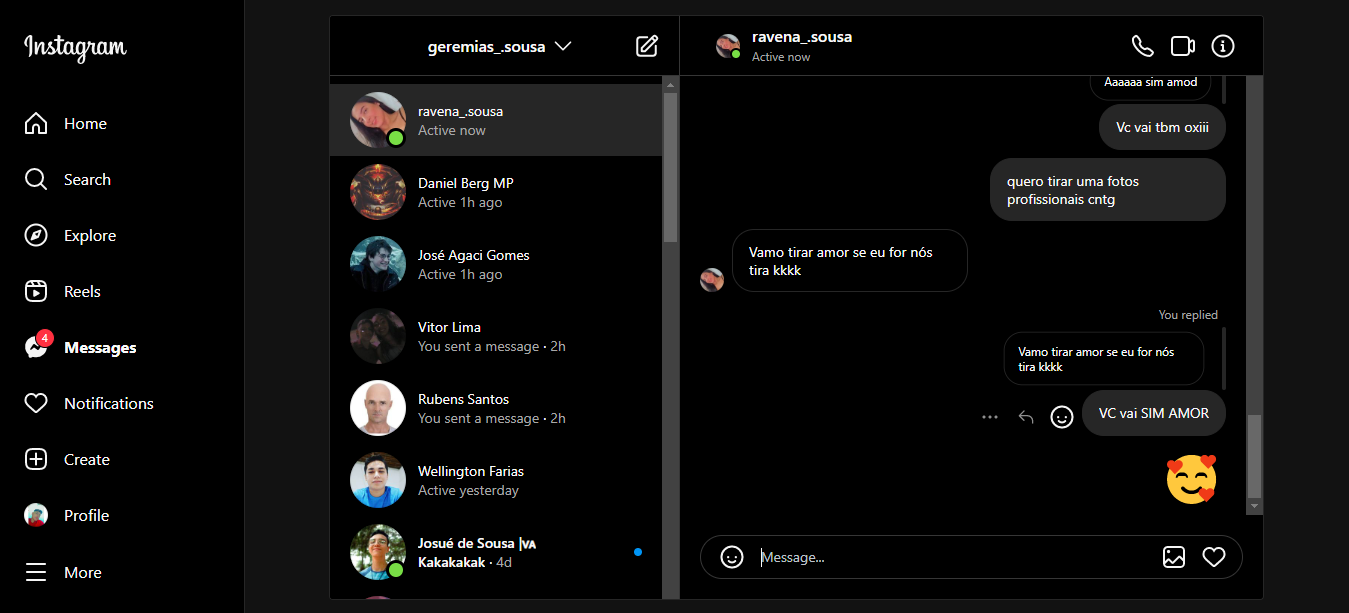 Instagram
Home
Search
Explore
Reels
4
Messages
Notifications
Create
Profile
More
geremias_.sousa
ravena_.sousa
Active now
Daniel Berg MP
Active 1h ago
José Agaci Gomes
Active 1h ago
Vitor Lima
You sent a message · 2h
Rubens Santos
You sent a message · 2h
Wellington Farias
Active yesterday
Josué de Sousa |ᴠᴀ
Kakakakak · 4d
ravena_.sousa
Active now
Aaaaaa sim amod
Vc vai tbm oxiii
quero tirar uma fotos
profissionais cntg
Vamo tirar amor se eu for nós
tira kkkk
You replied
Vamo tirar amor se eu for nós
tira kkkk
VC vai SIM AMOR
Message...